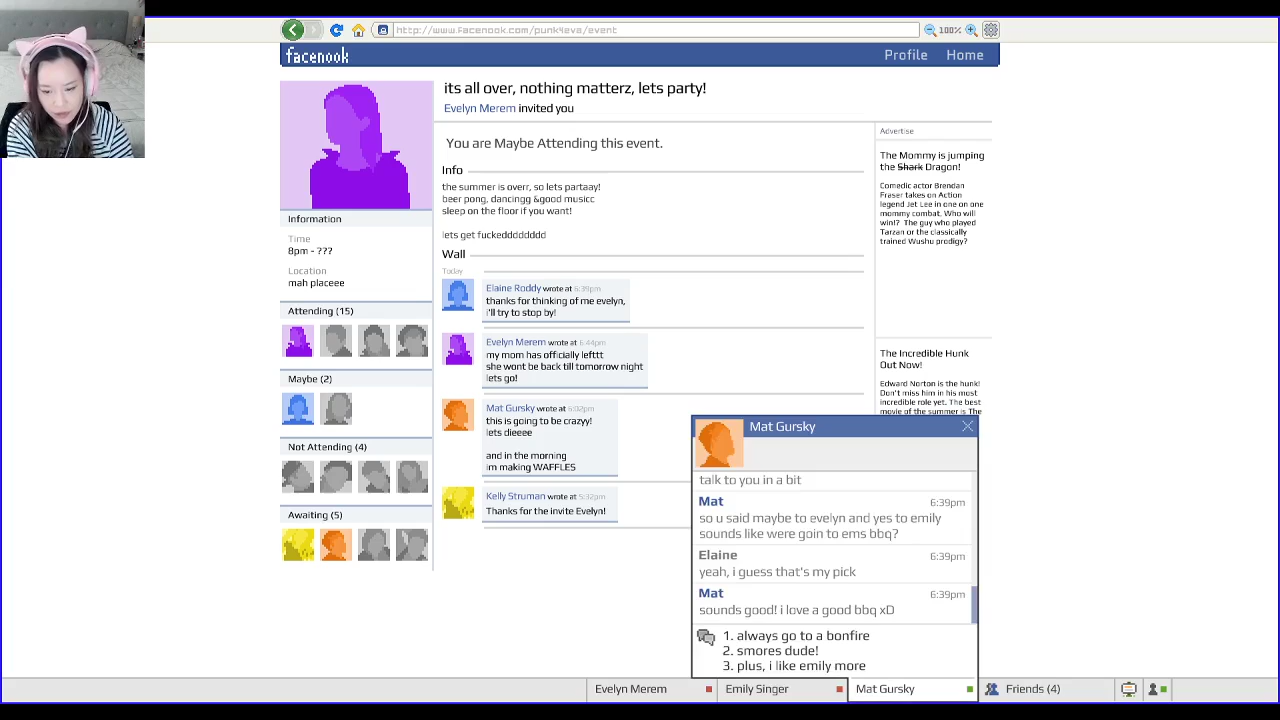 http://www.facenook.com/punk4eva/event
100%
facenook
Profile
Home
its all over, nothing matterz, lets party!
Evelyn Merem invited you
You are Maybe Attending this event.
Info
the summer is overr, so lets partaay!
beer pong, dancingg &good musicc
sleep on the floor if you want!
lets get fuckedddddddd
Information
Time
8pm - ???
Location
mah placeee
Attending (15)
Maybe (2)
Not Attending (4)
Awaiting (5)
Wall
Today
Elaine Roddy wrote at 6:39pm
thanks for thinking of me evelyn,
i'll try to stop by!
Evelyn Merem wrote at 6:44pm
my mom has officially lefttt
she wont be back till tomorrow night
lets go!
Mat Gursky wrote at 6:02pm
this is going to be crazyy!
lets dieeee
and in the morning
im making WAFFLES
Kelly Struman wrote at 5:32pm
Thanks for the invite Evelyn!
Advertise
The Mommy is jumping
the Shark Dragon!
Comedic actor Brendan
Fraser takes on Action
legend Jet Lee in one on one
mommy combat. Who will
win!? The guy who played
Tarzan or the classically
trained Wushu prodigy?
The Incredible Hunk
Out Now!
Edward Norton is the hunk!
Don't miss him in his most
incredible role yet. The best
movie of the summer is The
Mat Gursky
talk to you in a bit
Mat 6:39pm
so u said maybe to evelyn and yes to emily
sounds like were goin to ems bbq?
Elaine 6:39pm
yeah, i guess that's my pick
Mat 6:39pm
sounds good! i love a good bbq xD
1. always go to a bonfire
2. smores dude!
3. plus, i like emily more
Evelyn Merem
Emily Singer
Mat Gursky
Friends (4)